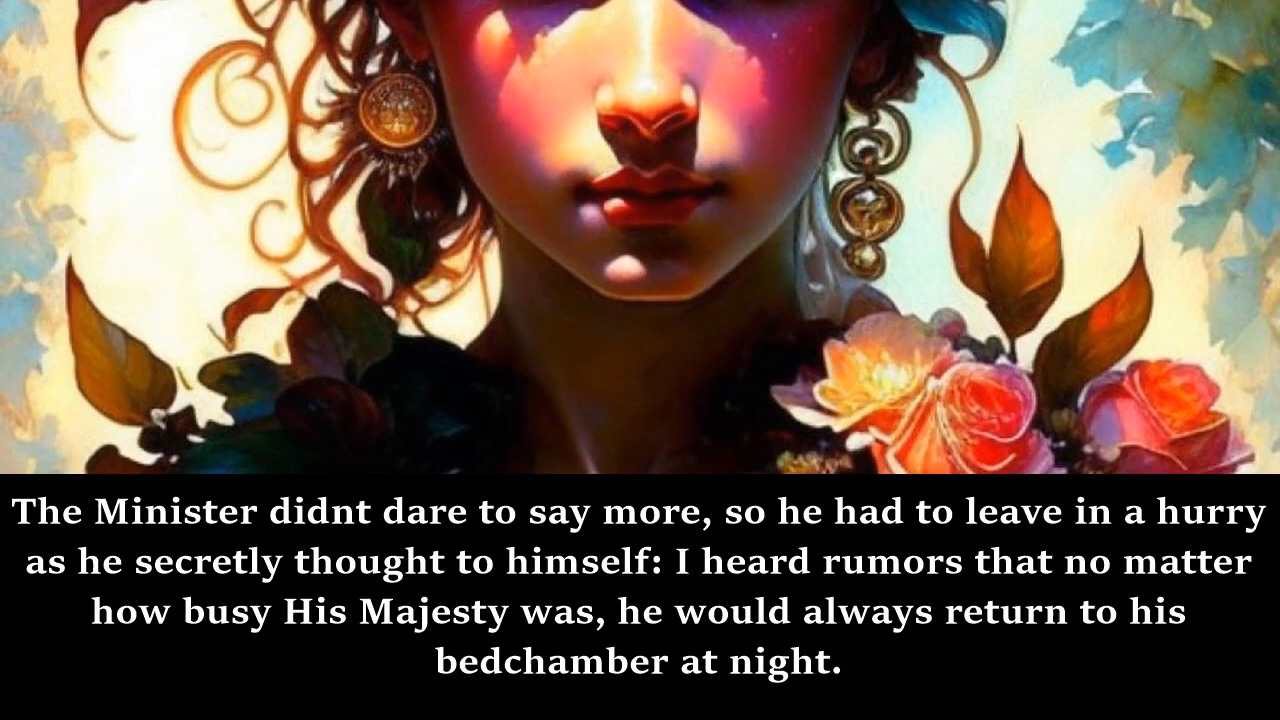 The Minister didnt dare to say more, so he had to leave in a hurry
as he secretly thought to himself: I heard rumors that no matter
how busy His Majesty was, he would always return to his
bedchamber at night.